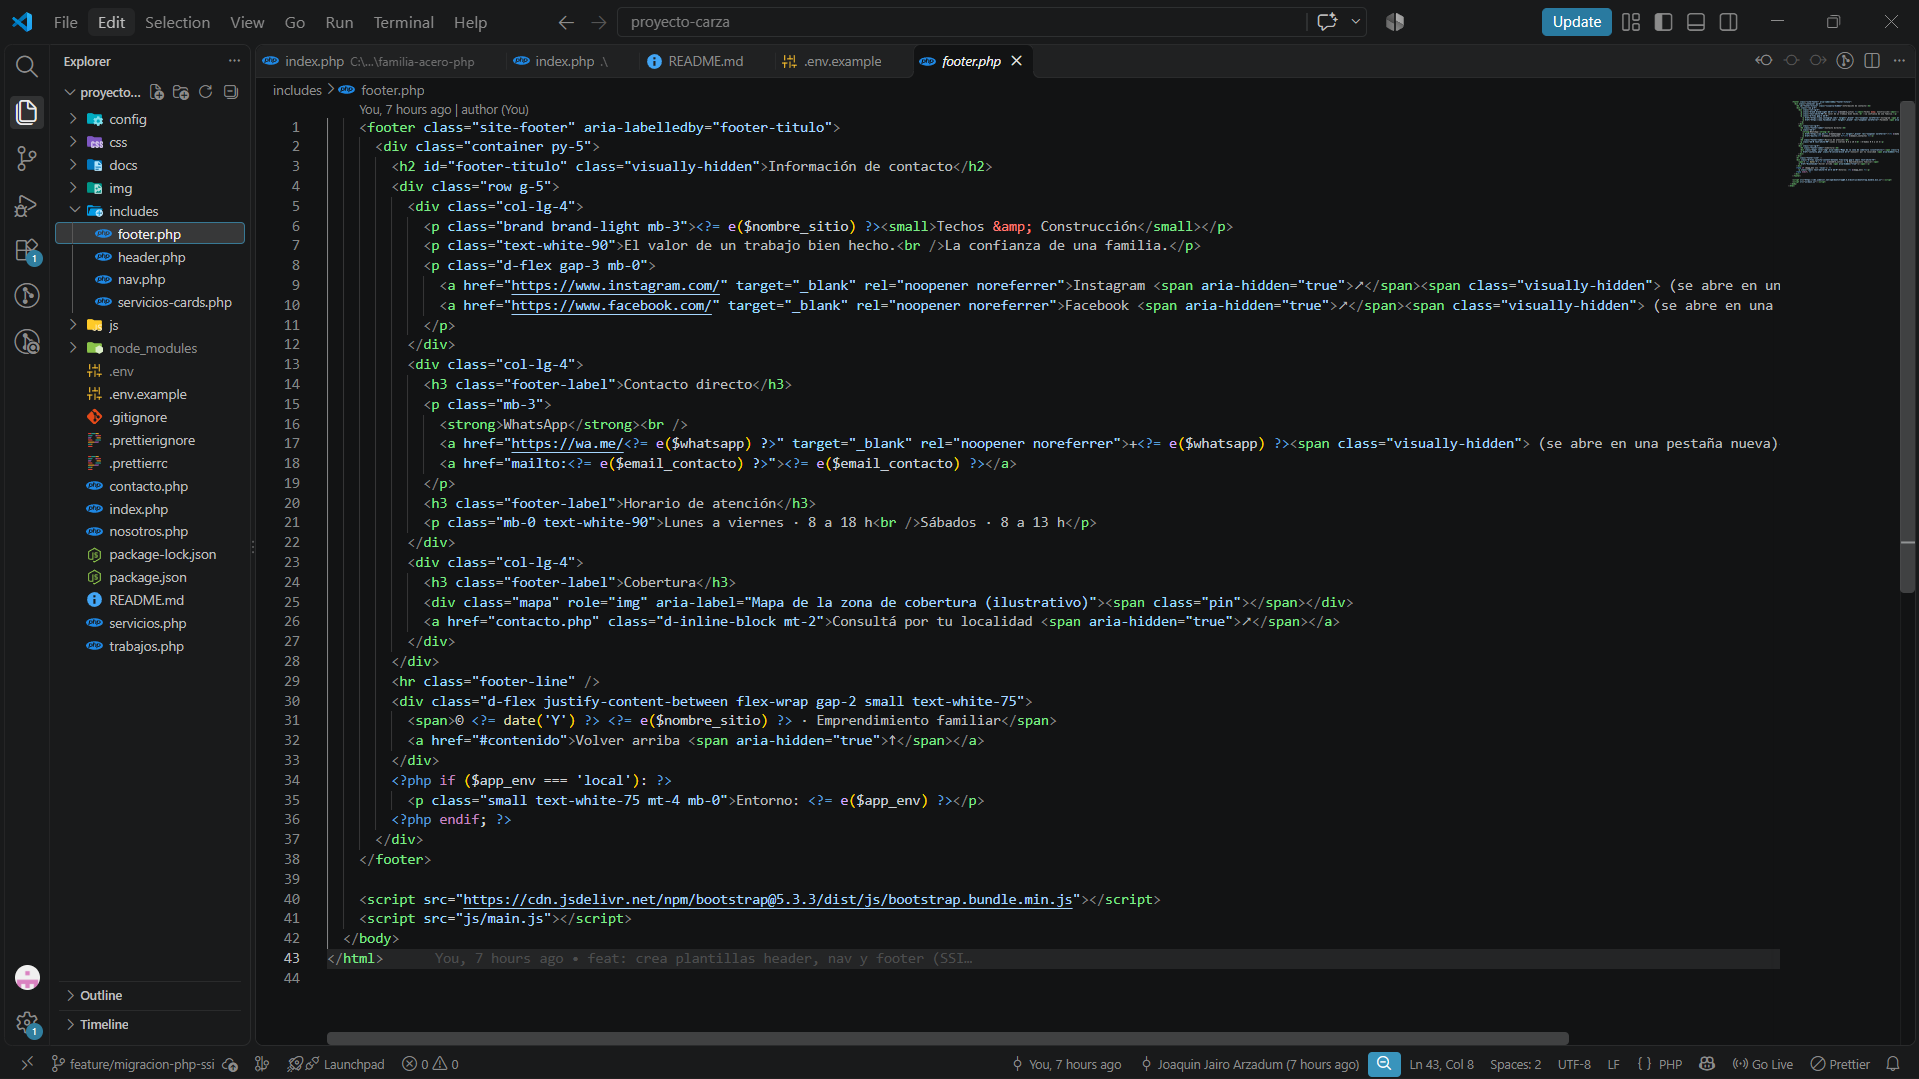 File Edit Selection View Go Run Terminal Help
proyecto-carza
Update
Explorer
index.php C:\...\familia-acero-php
index.php .\
README.md
.env.example
footer.php
proyecto...
config
css
docs
img
includes
footer.php
header.php
nav.php
servicios-cards.php
js
node_modules
.env
.env.example
.gitignore
.prettierignore
.prettierrc
contacto.php
index.php
nosotros.php
package-lock.json
package.json
README.md
servicios.php
trabajos.php
Outline
Timeline
1
1
includes > footer.php
You, 7 hours ago | author (You)
1 <footer class="site-footer" aria-labelledby="footer-titulo">
2 <div class="container py-5">
3 <h2 id="footer-titulo" class="visually-hidden">Información de contacto</h2>
4 <div class="row g-5">
5 <div class="col-lg-4">
6 <p class="brand brand-light mb-3"><?= e($nombre_sitio) ?><small>Techos &amp; Construcción</small></p>
7 <p class="text-white-90">El valor de un trabajo bien hecho.<br />La confianza de una familia.</p>
8 <p class="d-flex gap-3 mb-0">
9 <a href="https://www.instagram.com/" target="_blank" rel="noopener noreferrer">Instagram <span aria-hidden="true">↗</span><span class="visually-hidden"> (se abre en un
10 <a href="https://www.facebook.com/" target="_blank" rel="noopener noreferrer">Facebook <span aria-hidden="true">↗</span><span class="visually-hidden"> (se abre en una
11 </p>
12 </div>
13 <div class="col-lg-4">
14 <h3 class="footer-label">Contacto directo</h3>
15 <p class="mb-3">
16 <strong>WhatsApp</strong><br />
17 <a href="https://wa.me/<?= e($whatsapp) ?>" target="_blank" rel="noopener noreferrer">+<?= e($whatsapp) ?><span class="visually-hidden"> (se abre en una pestaña nueva)
18 <a href="mailto:<?= e($email_contacto) ?>"><?= e($email_contacto) ?></a>
19 </p>
20 <h3 class="footer-label">Horario de atención</h3>
21 <p class="mb-0 text-white-90">Lunes a viernes · 8 a 18 h<br />Sábados · 8 a 13 h</p>
22 </div>
23 <div class="col-lg-4">
24 <h3 class="footer-label">Cobertura</h3>
25 <div class="mapa" role="img" aria-label="Mapa de la zona de cobertura (ilustrativo)"><span class="pin"></span></div>
26 <a href="contacto.php" class="d-inline-block mt-2">Consultá por tu localidad <span aria-hidden="true">↗</span></a>
27 </div>
28 </div>
29 <hr class="footer-line" />
30 <div class="d-flex justify-content-between flex-wrap gap-2 small text-white-75">
31 <span>© <?= date('Y') ?> <?= e($nombre_sitio) ?> · Emprendimiento familiar</span>
32 <a href="#contenido">Volver arriba <span aria-hidden="true">↑</span></a>
33 </div>
34 <?php if ($app_env === 'local'): ?>
35 <p class="small text-white-75 mt-4 mb-0">Entorno: <?= e($app_env) ?></p>
36 <?php endif; ?>
37 </div>
38 </footer>
39
40 <script src="https://cdn.jsdelivr.net/npm/bootstrap@5.3.3/dist/js/bootstrap.bundle.min.js"></script>
41 <script src="js/main.js"></script>
42 </body>
43 </html> You, 7 hours ago • feat: crea plantillas header, nav y footer (SSI…
44
feature/migracion-php-ssi Launchpad 0 0 You, 7 hours ago Joaquin Jairo Arzadum (7 hours ago) Ln 43, Col 8 Spaces: 2 UTF-8 LF { } PHP Go Live Prettier